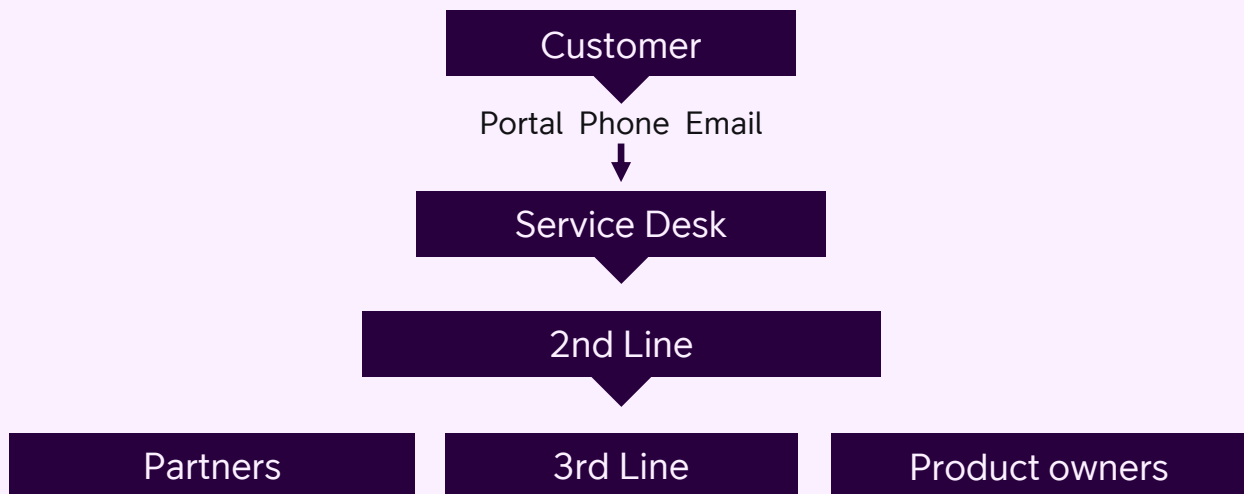 Customer
Portal Phone Email
Service Desk
2nd Line
Partners
3rd Line
Product owners